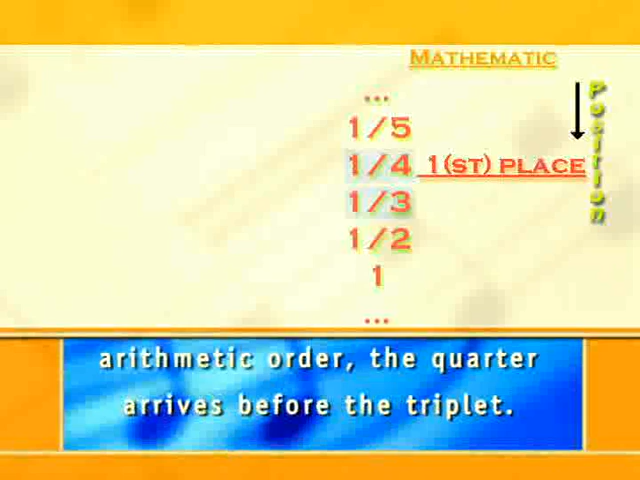 MATHEMATIC
...
1/5
1/4 1(ST) PLACE
1/3
1/2
1
...
Position
arithmetic order, the quarter
arrives before the triplet.